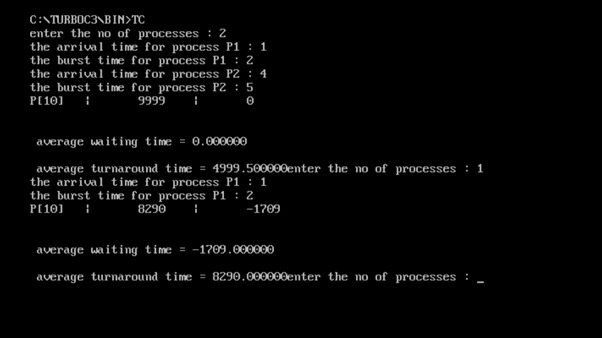 C:\TURBOC3\BIN>TC
enter the no of processes : 2
the arrival time for process P1 : 1
the burst time for process P1 : 2
the arrival time for process P2 : 4
the burst time for process P2 : 5
P[10] ¦ 9999 ¦ 0
average waiting time = 0.000000
average turnaround time = 4999.500000enter the no of processes : 1
the arrival time for process P1 : 1
the burst time for process P1 : 2
P[10] ¦ 8290 ¦ -1709
average waiting time = -1709.000000
average turnaround time = 8290.000000enter the no of processes : _